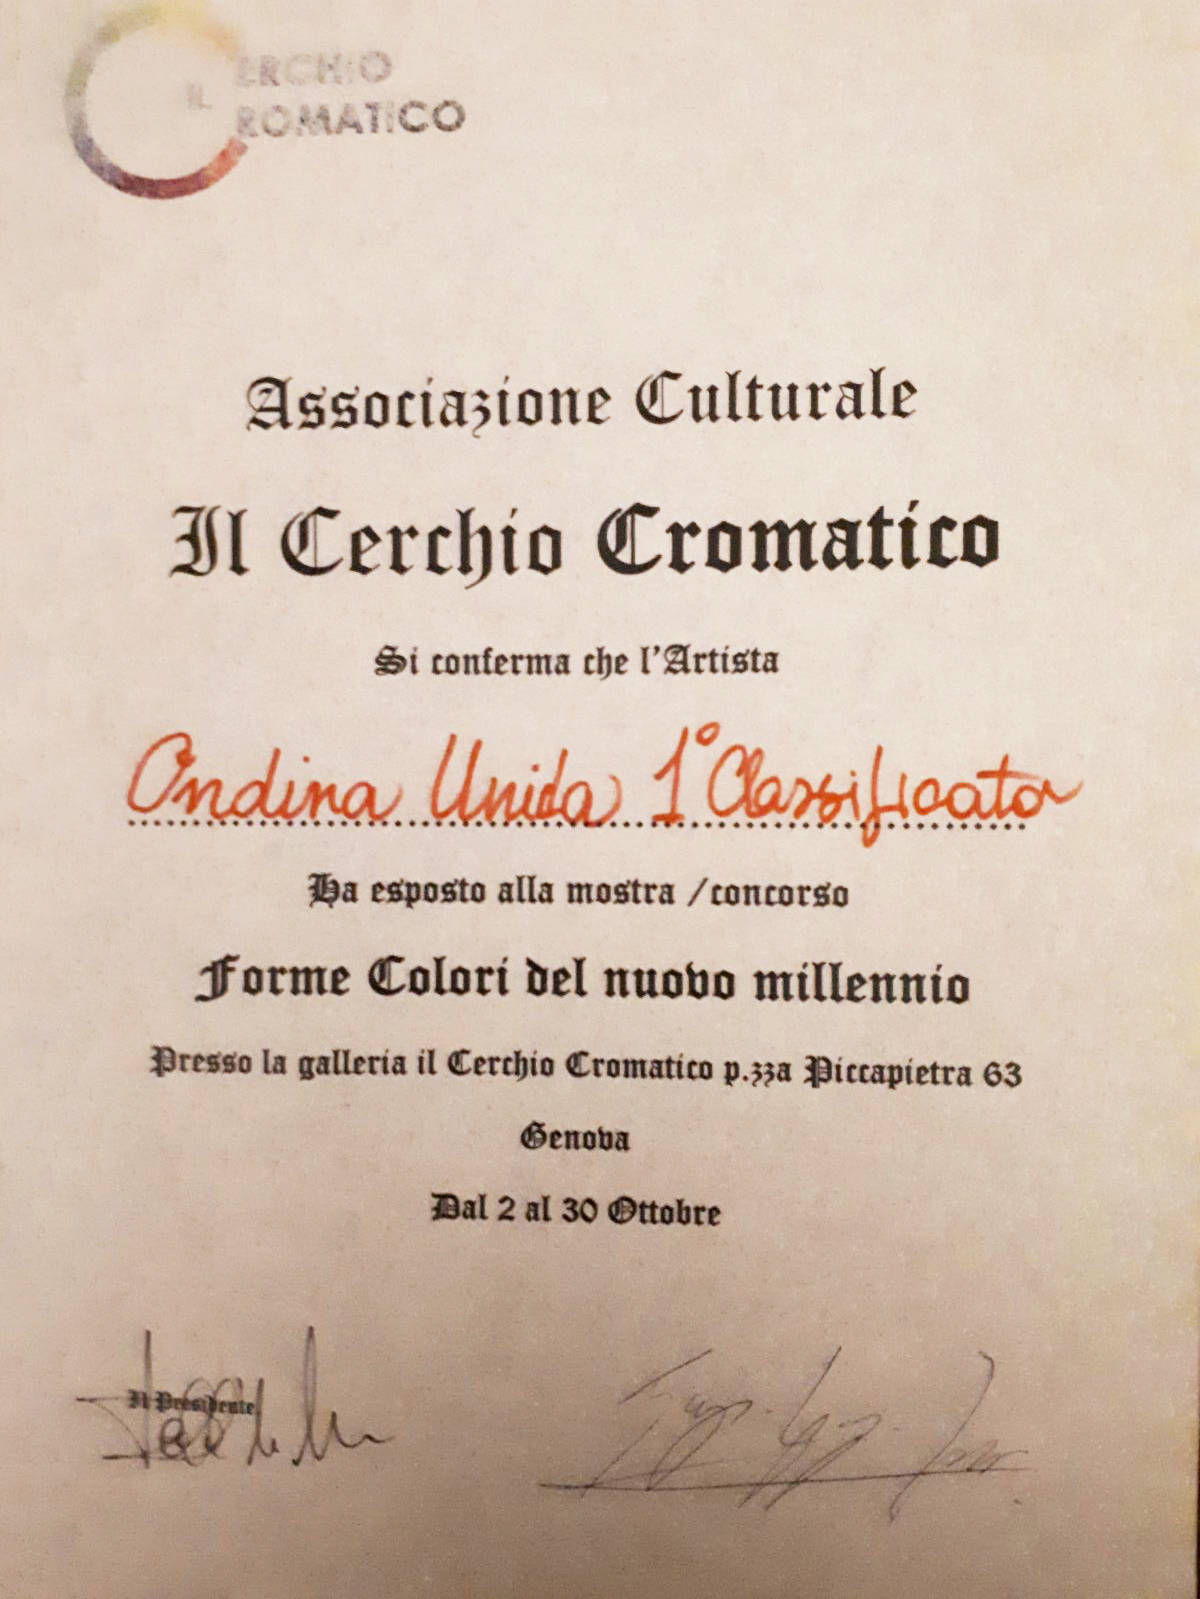 IL CERCHIO
CROMATICO
Associazione Culturale
Il Cerchio Cromatico
Si conferma che l'Artista
Ondina Unida 1° Classificata
Ha esposto alla mostra /concorso
Forme Colori del nuovo millennio
Presso la galleria il Cerchio Cromatico p.zza Piccapietra 63
Genova
Dal 2 al 30 Ottobre
Il Presidente